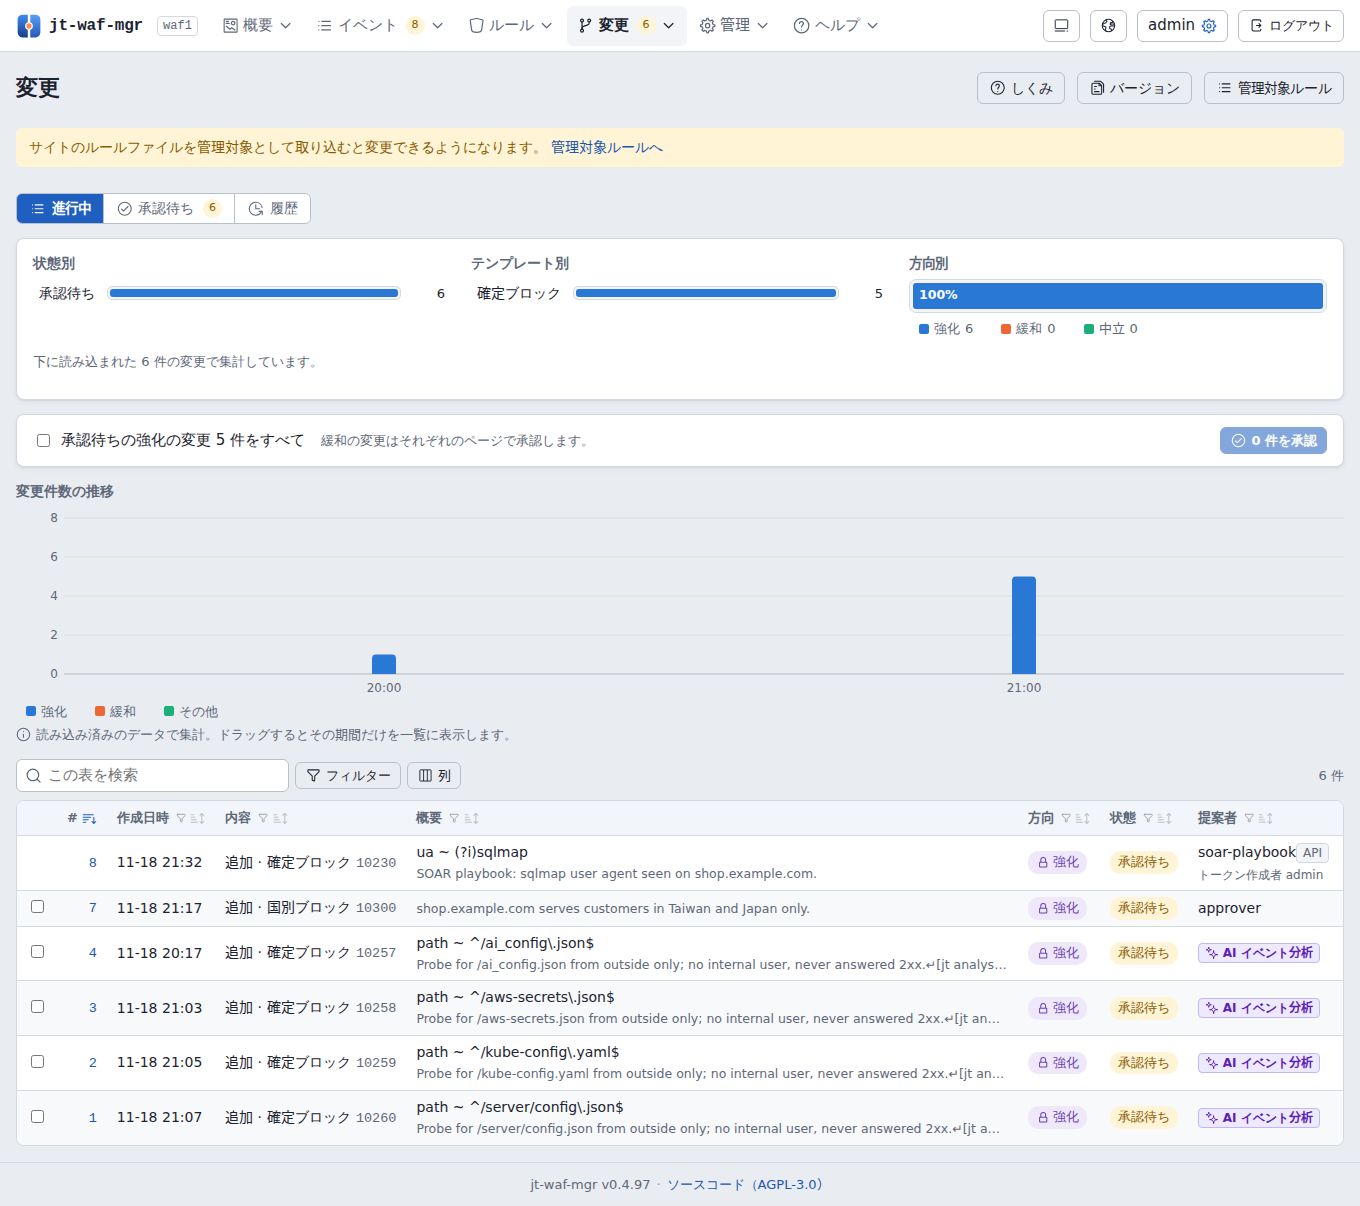 jt-waf-mgr waf1 概要 イベント 8 ルール 変更 6 管理 ヘルプ admin ログアウト
変更 しくみ バージョン 管理対象ルール
サイトのルールファイルを管理対象として取り込むと変更できるようになります。 管理対象ルールへ
進行中 承認待ち 6 履歴
状態別 テンプレート別 方向別
承認待ち 6 確定ブロック 5 100%
強化 6 緩和 0 中立 0
下に読み込まれた 6 件の変更で集計しています。
承認待ちの強化の変更 5 件をすべて 緩和の変更はそれぞれのページで承認します。 0 件を承認
変更件数の推移
8
6
4
2
0
20:00 21:00
強化 緩和 その他
読み込み済みのデータで集計。ドラッグするとその期間だけを一覧に表示します。
この表を検索 フィルター 列 6 件
# 作成日時 内容 概要 方向 状態 提案者
8 11-18 21:32 追加 · 確定ブロック 10230 ua ~ (?i)sqlmap 強化 承認待ち soar-playbook API
SOAR playbook: sqlmap user agent seen on shop.example.com. トークン作成者 admin
7 11-18 21:17 追加 · 国別ブロック 10300 shop.example.com serves customers in Taiwan and Japan only. 強化 承認待ち approver
4 11-18 20:17 追加 · 確定ブロック 10257 path ~ ^/ai_config\.json$ 強化 承認待ち AI イベント分析
Probe for /ai_config.json from outside only; no internal user, never answered 2xx.↵[jt analys…
3 11-18 21:03 追加 · 確定ブロック 10258 path ~ ^/aws-secrets\.json$ 強化 承認待ち AI イベント分析
Probe for /aws-secrets.json from outside only; no internal user, never answered 2xx.↵[jt an…
2 11-18 21:05 追加 · 確定ブロック 10259 path ~ ^/kube-config\.yaml$ 強化 承認待ち AI イベント分析
Probe for /kube-config.yaml from outside only; no internal user, never answered 2xx.↵[jt an…
1 11-18 21:07 追加 · 確定ブロック 10260 path ~ ^/server/config\.json$ 強化 承認待ち AI イベント分析
Probe for /server/config.json from outside only; no internal user, never answered 2xx.↵[jt a…
jt-waf-mgr v0.4.97 · ソースコード（AGPL-3.0）